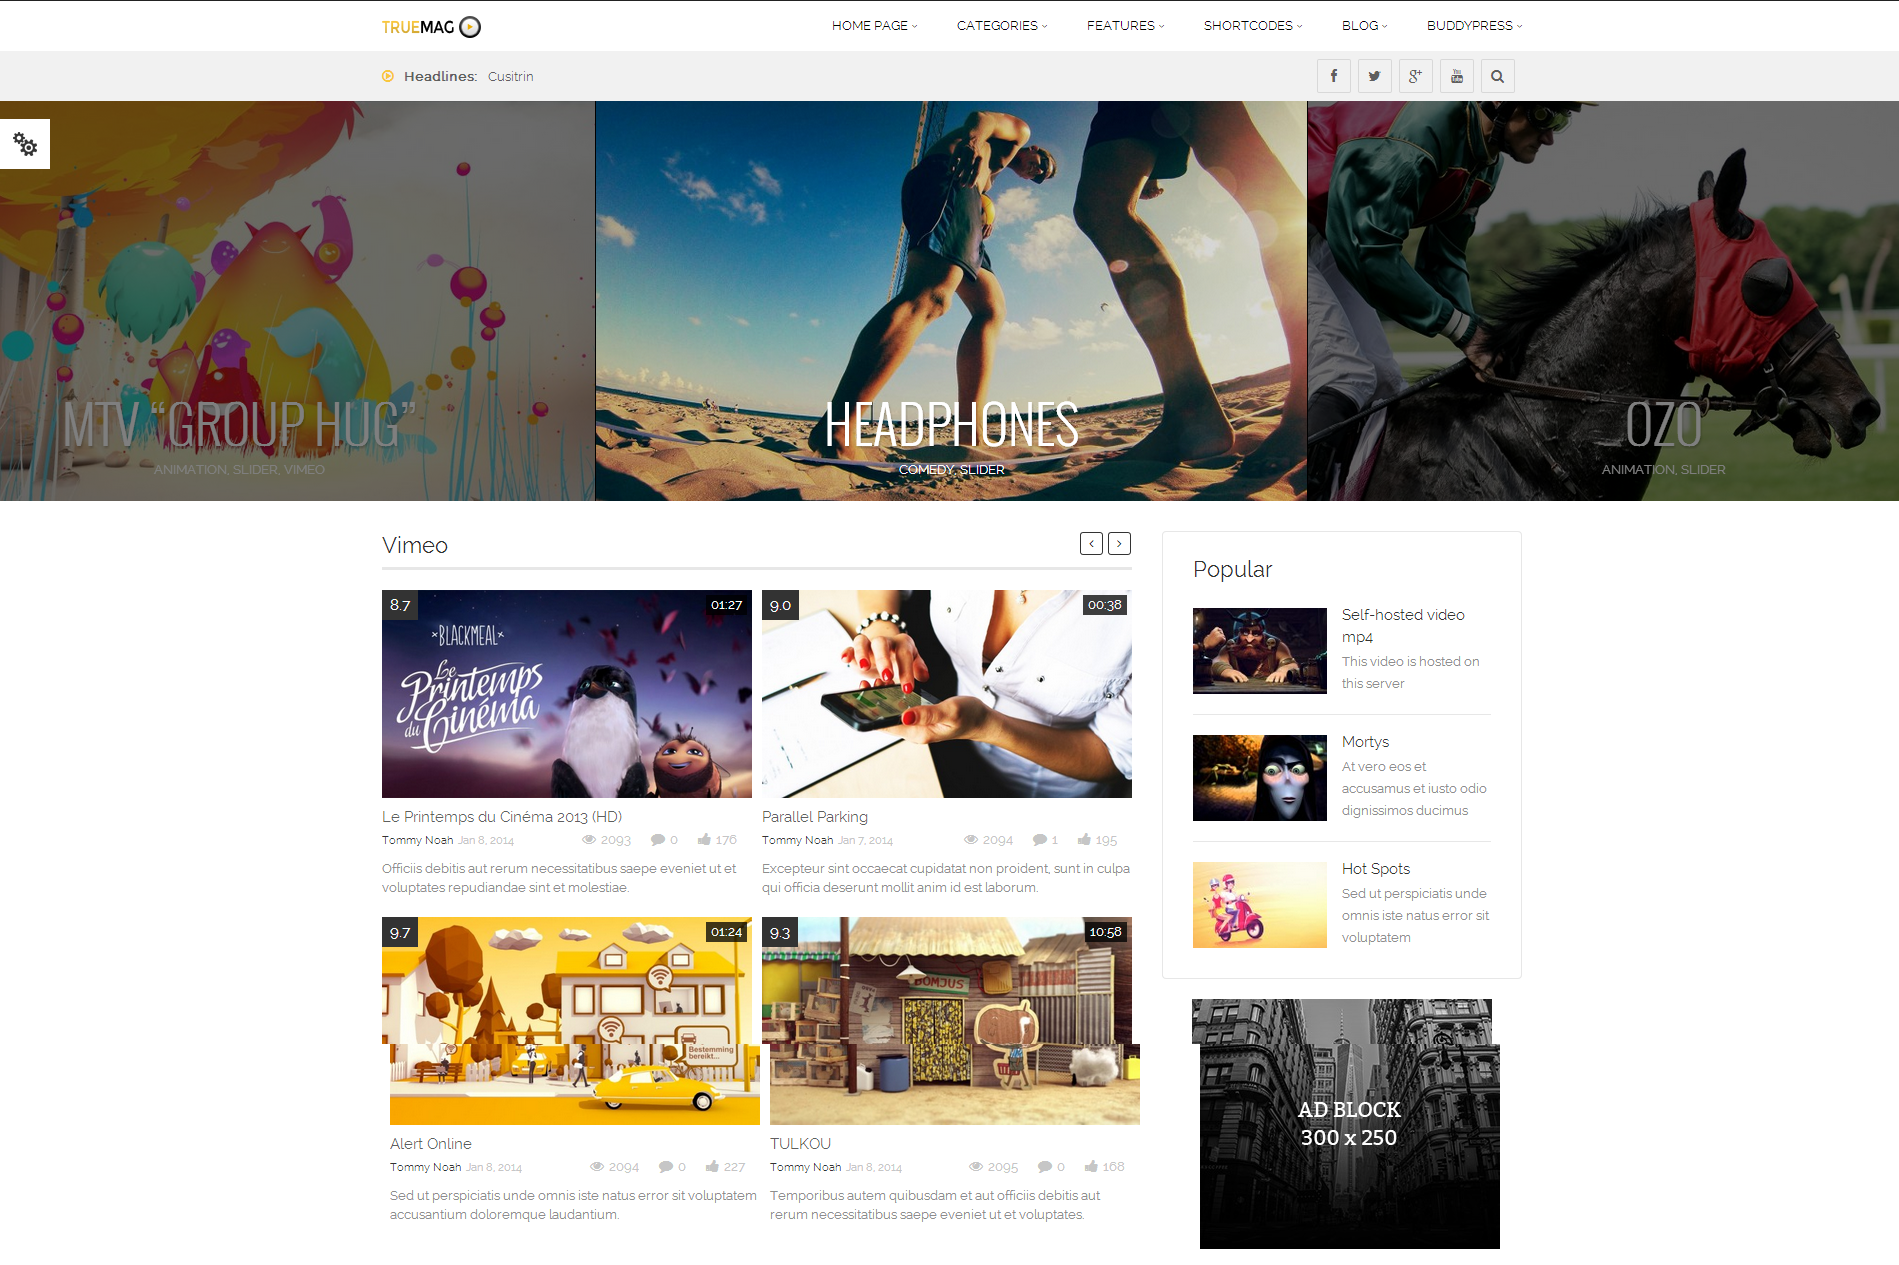 TRUEMAG
HOME PAGE CATEGORIES FEATURES SHORTCODES BLOG BUDDYPRESS
Headlines: Cusitrin
MTV “GROUP HUG”
ANIMATION, SLIDER, VIMEO
HEADPHONES
COMEDY, SLIDER
OZO
ANIMATION, SLIDER
Vimeo
8.7 01:27
BLACKMEAL
Le
Printemps
du Cinéma
Le Printemps du Cinéma 2013 (HD)
Tommy Noah Jan 8, 2014 2093 0 176
Officiis debitis aut rerum necessitatibus saepe eveniet ut et
voluptates repudiandae sint et molestiae.
9.0 00:38
Parallel Parking
Tommy Noah Jan 7, 2014 2094 1 195
Excepteur sint occaecat cupidatat non proident, sunt in culpa
qui officia deserunt mollit anim id est laborum.
9.7 01:24
Bestemming
bereikt...
Alert Online
Tommy Noah Jan 8, 2014 2094 0 227
Sed ut perspiciatis unde omnis iste natus error sit voluptatem
accusantium doloremque laudantium.
9.3 10:58
DOMJUS
1
TULKOU
Tommy Noah Jan 8, 2014 2095 0 168
Temporibus autem quibusdam et aut officiis debitis aut
rerum necessitatibus saepe eveniet ut et voluptates.
Popular
Self-hosted video
mp4
This video is hosted on
this server
Mortys
At vero eos et
accusamus et iusto odio
dignissimos ducimus
Hot Spots
Sed ut perspiciatis unde
omnis iste natus error sit
voluptatem
AD BLOCK
300 x 250